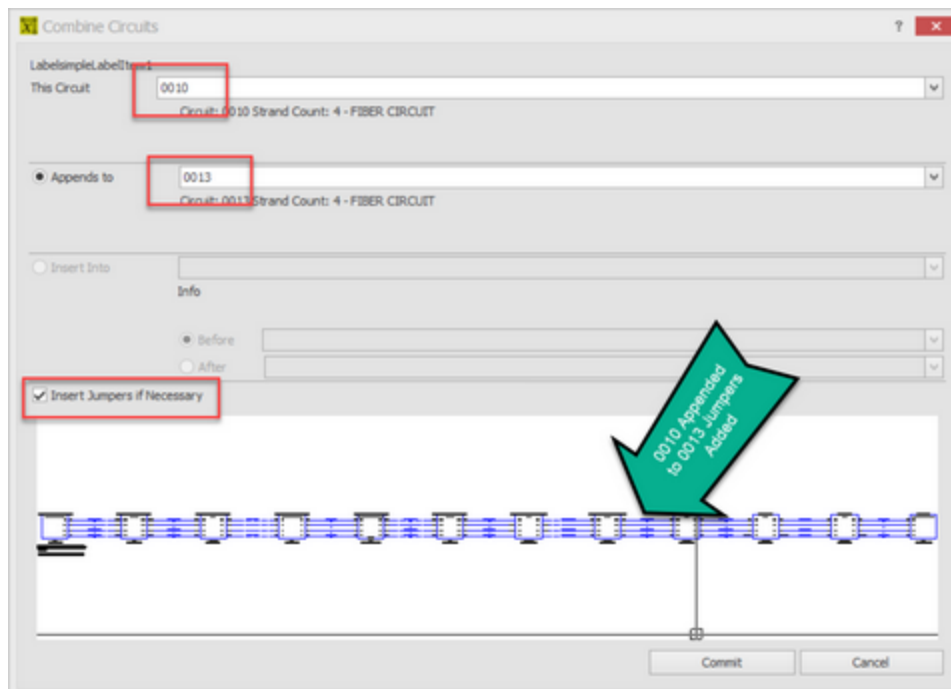 Combine Circuits
?
LabelsimpleLabelItem1
This Circuit 0010
Circuit: 0010 Strand Count: 4 - FIBER CIRCUIT
Appends to 0013
Circuit: 0013 Strand Count: 4 - FIBER CIRCUIT
Insert Into
Info
Before
After
Insert Jumpers if Necessary
0010 Appended
to 0013 Jumpers
Added
Commit Cancel